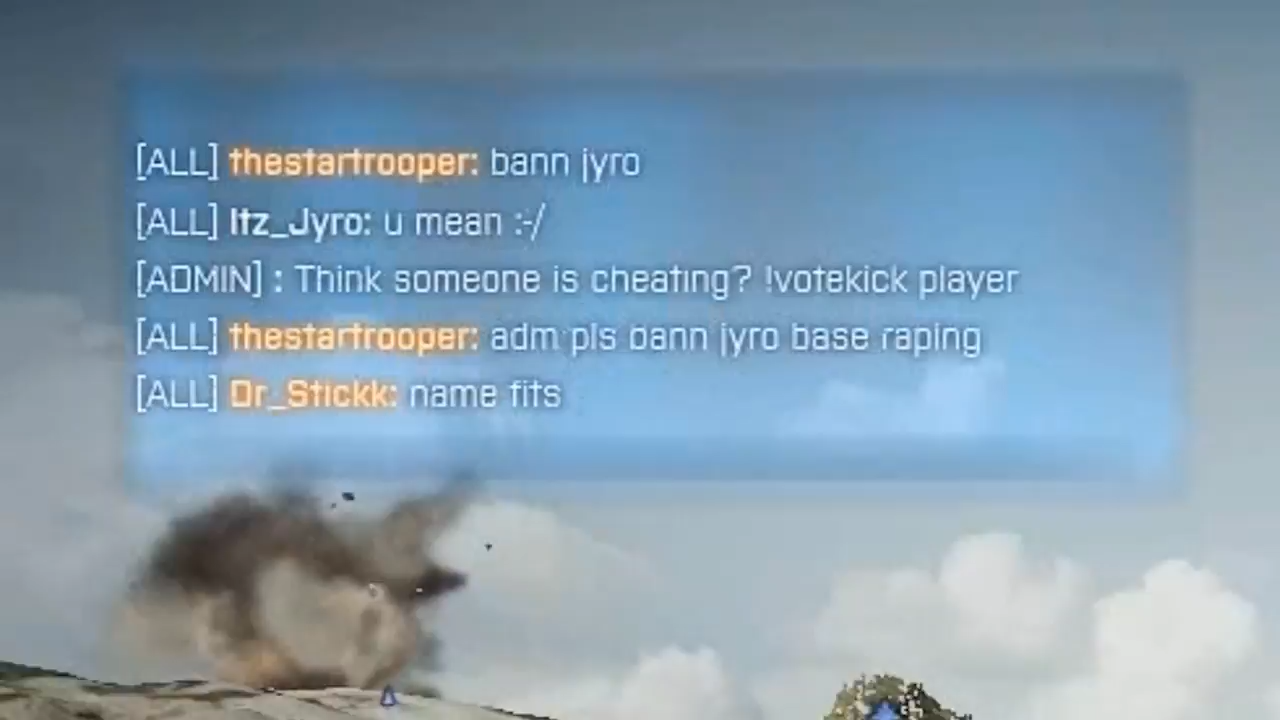 [ALL] thestartrooper: bann jyro
[ALL] Itz_Jyro: u mean :-/
[ADMIN] : Think someone is cheating? !votekick player
[ALL] thestartrooper: adm pls bann jyro base raping
[ALL] Dr_Stickk: name fits